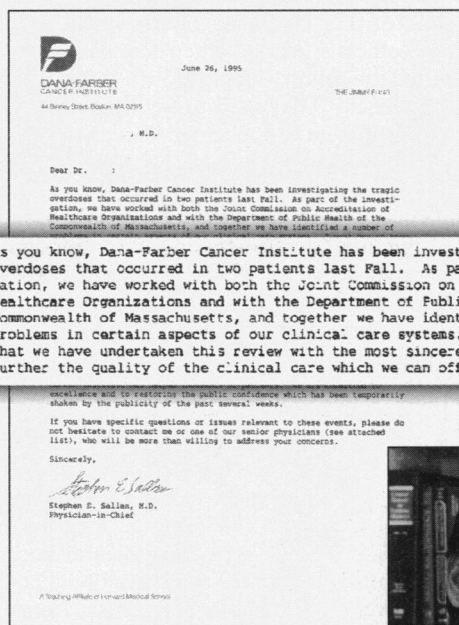 June 26, 1995
DANA-FARBER
CANCER INSTITUTE
44 Binney Street, Boston, MA 02115
THE JIMMY FUND
, M.D.
Dear Dr. :
As you know, Dana-Farber Cancer Institute has been investigating the tragic
overdoses that occurred in two patients last Fall. As part of the investi-
gation, we have worked with both the Joint Commission on Accreditation of
Healthcare Organizations and with the Department of Public Health of the
Commonwealth of Massachusetts, and together we have identified a number of
s you know, Dana-Farber Cancer Institute has been invest
verdoses that occurred in two patients last Fall. As pa
ation, we have worked with both the Joint Commission on
ealthcare Organizations and with the Department of Publi
ommonwealth of Massachusetts, and together we have ident
roblems in certain aspects of our clinical care systems.
hat we have undertaken this review with the most sincere
urther the quality of the clinical care which we can off
excellence and to restoring the public confidence which has been temporarily
shaken by the publicity of the past several weeks.
If you have specific questions or issues relevant to these events, please do
not hesitate to contact me or one of our senior physicians (see attached
list), who will be more than willing to address your concerns.
Sincerely,
Stephen E Sallan
Stephen E. Sallan, M.D.
Physician-in-Chief
A Teaching Affiliate of Harvard Medical School